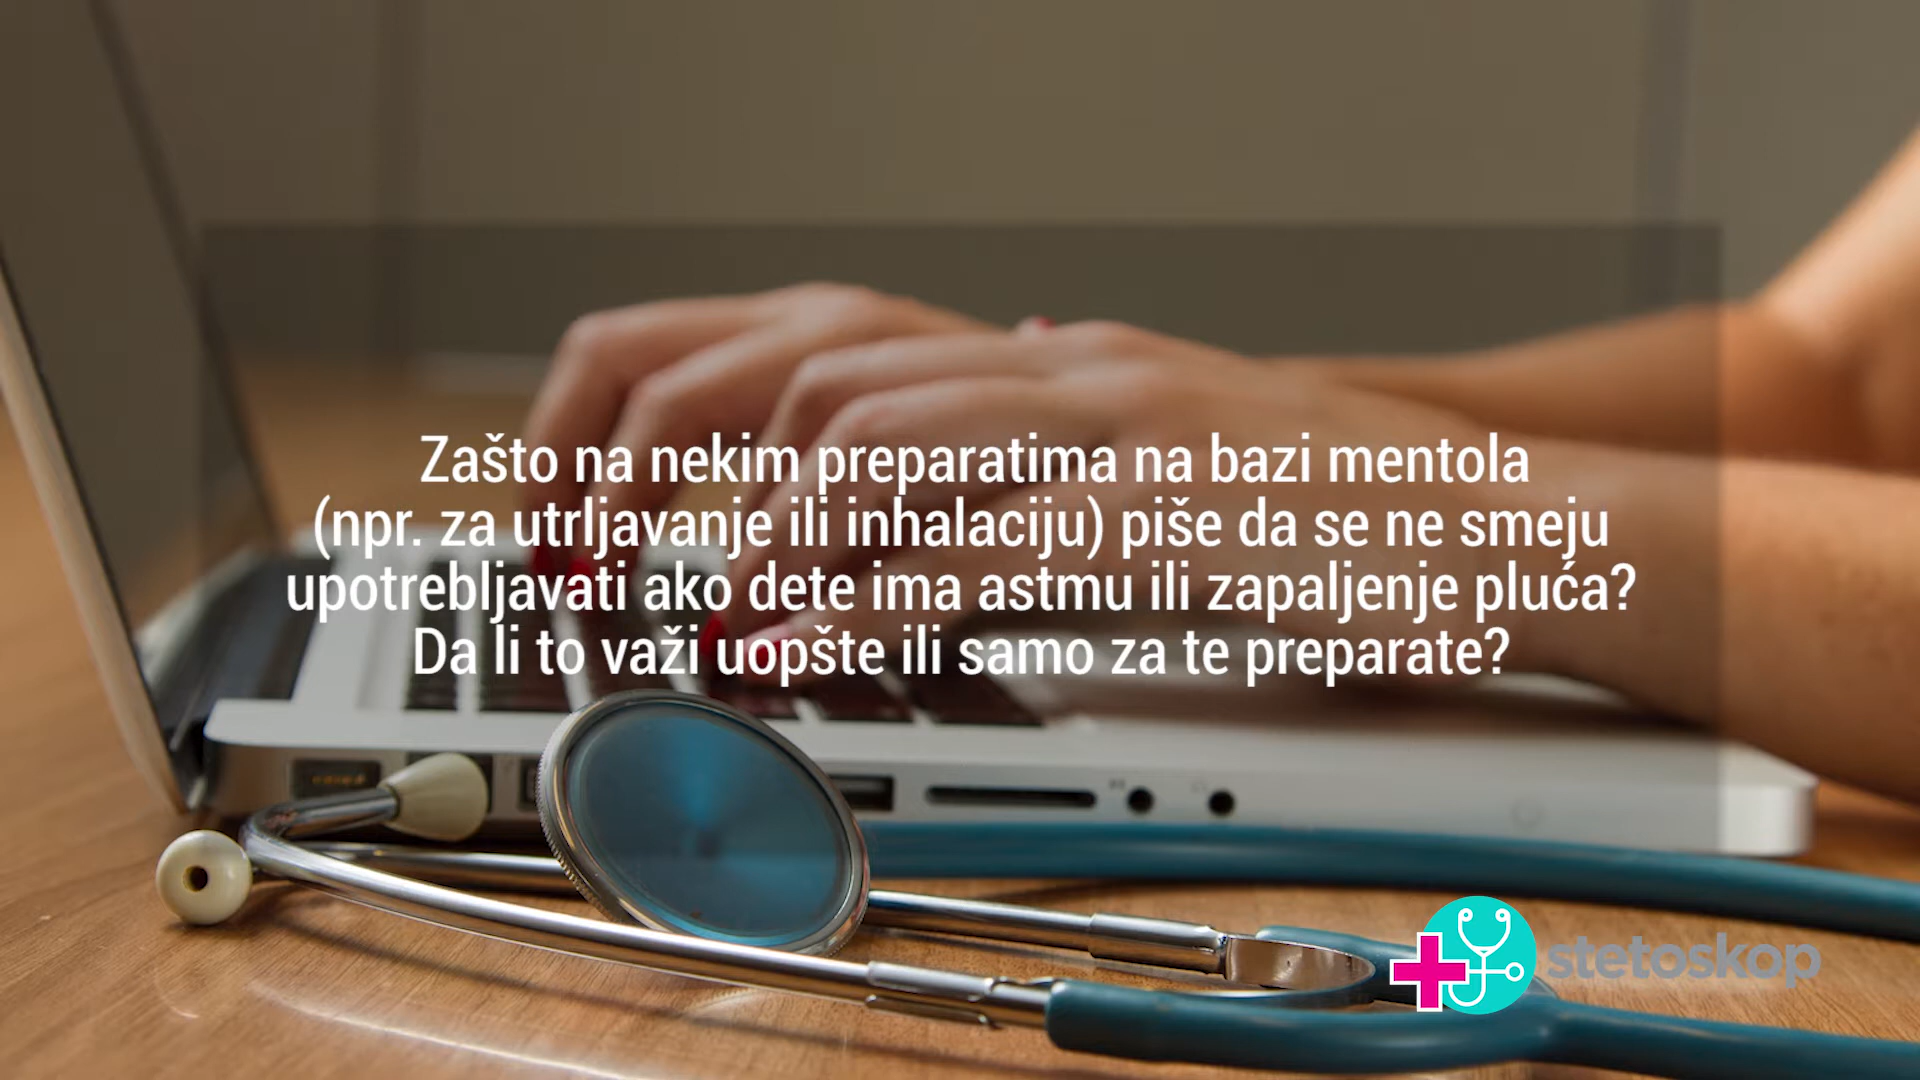 Zašto na nekim preparatima na bazi mentola
(npr. za utrljavanje ili inhalaciju) piše da se ne smeju
upotrebljavati ako dete ima astmu ili zapaljenje pluća?
Da li to važi uopšte ili samo za te preparate?
stetoskop